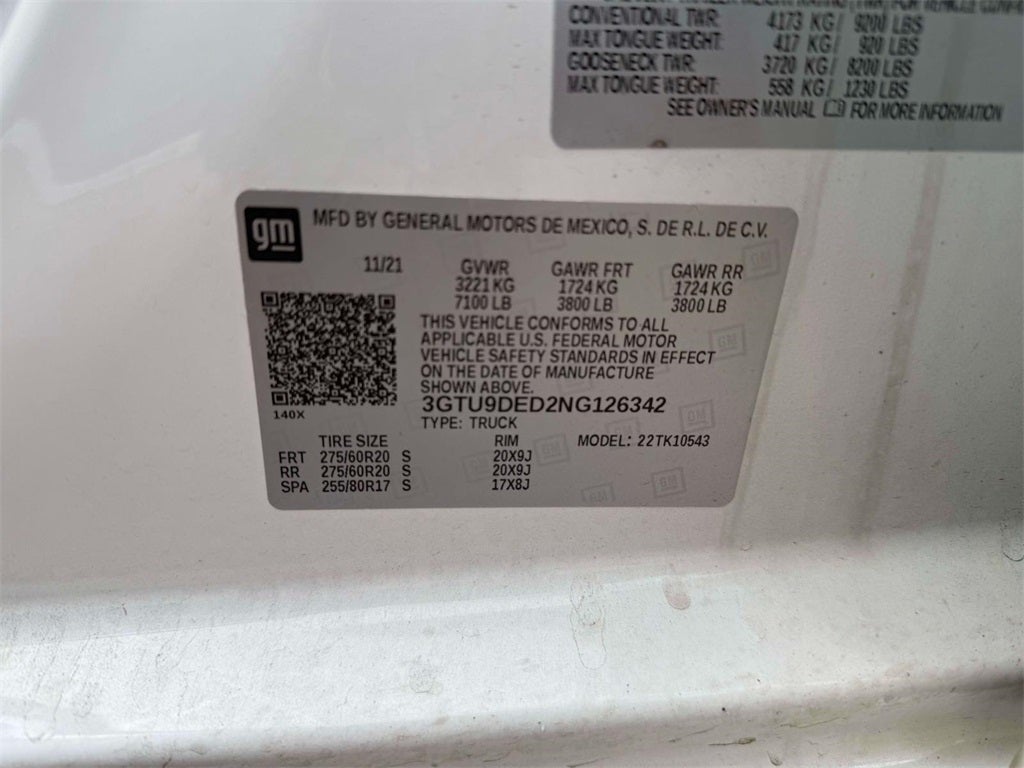 CONVENTIONAL TWR: 4173 KG/ 9200 LBS
MAX TONGUE WEIGHT: 417 KG/ 920 LBS
GOOSENECK TWR: 3720 KG/ 8200 LBS
MAX TONGUE WEIGHT: 558 KG/ 1230 LBS
SEE OWNER'S MANUAL FOR MORE INFORMATION
gm MFD BY GENERAL MOTORS DE MEXICO, S. DE R.L. DE C.V.
11/21 GVWR GAWR FRT GAWR RR
3221 KG 1724 KG 1724 KG
7100 LB 3800 LB 3800 LB
THIS VEHICLE CONFORMS TO ALL
APPLICABLE U.S. FEDERAL MOTOR
VEHICLE SAFETY STANDARDS IN EFFECT
ON THE DATE OF MANUFACTURE
SHOWN ABOVE.
3GTU9DED2NG126342
140X
TYPE: TRUCK
TIRE SIZE RIM MODEL: 22TK10543
FRT 275/60R20 S 20X9J
RR 275/60R20 S 20X9J
SPA 255/80R17 S 17X8J